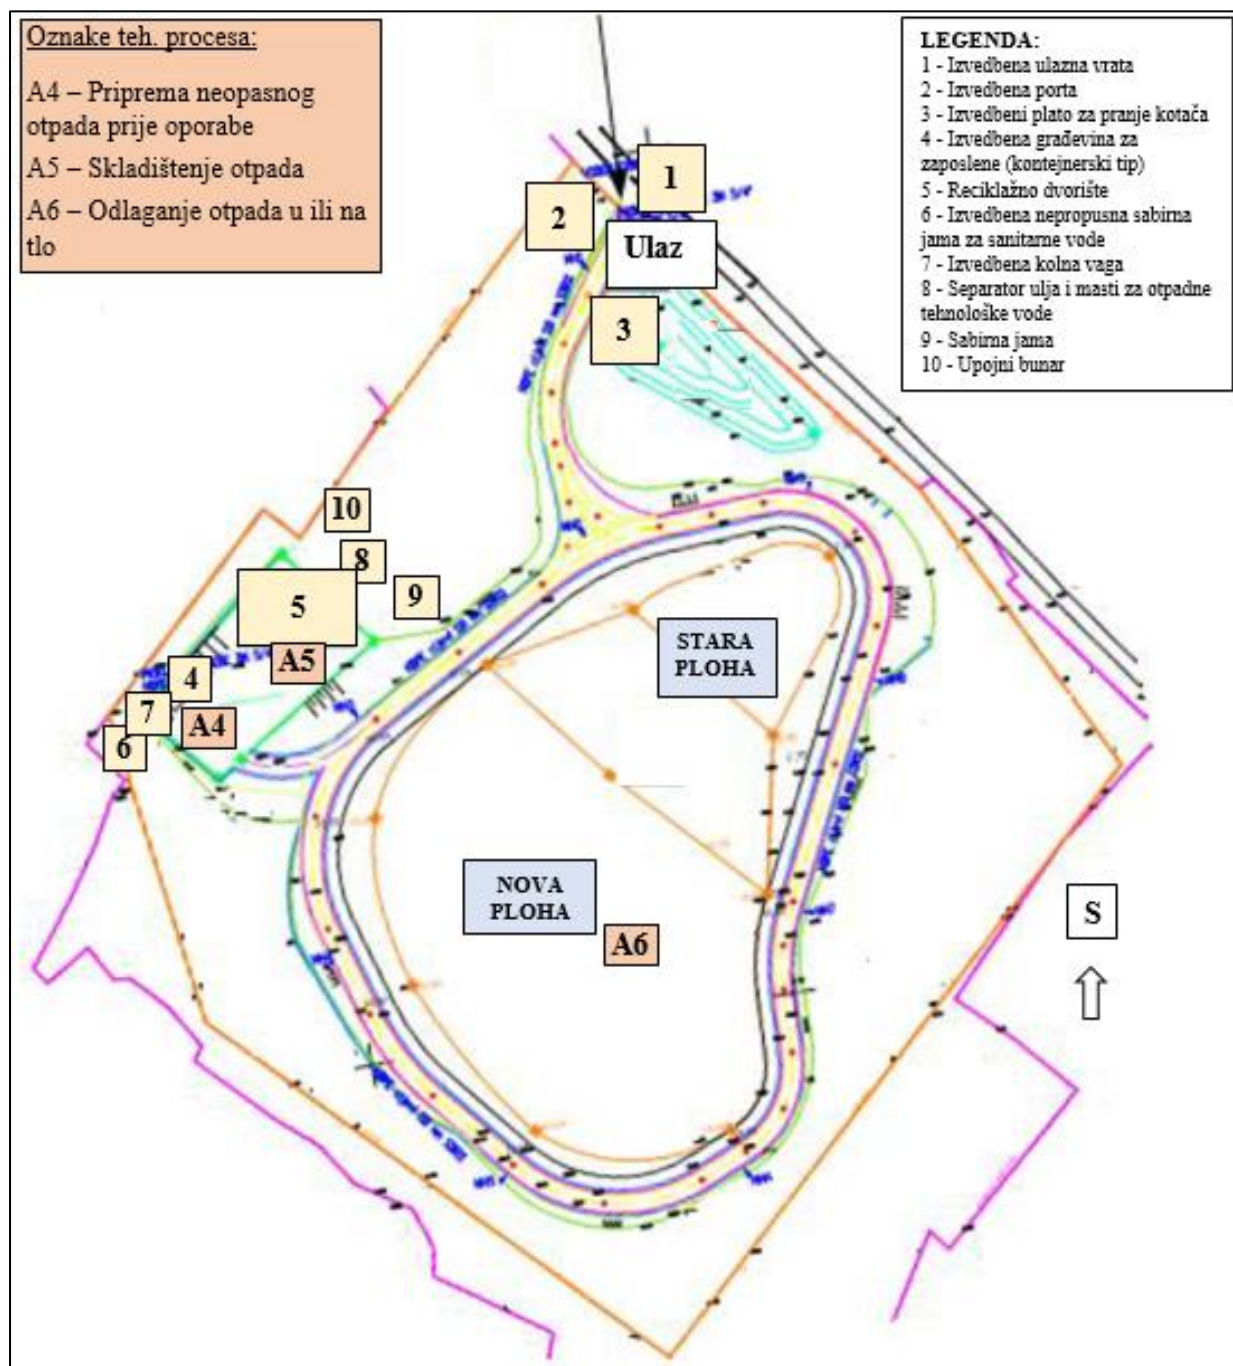 Oznake teh. procesa:
A4 – Priprema neopasnog
otpada prije oporabe
A5 – Skladištenje otpada
A6 – Odlaganje otpada u ili na
tlo
LEGENDA:
1 - Izvedbena ulazna vrata
2 - Izvedbena porta
3 - Izvedbeni plato za pranje kotača
4 - Izvedbena građevina za
zaposlene (kontejnerski tip)
5 - Reciklažno dvorište
6 - Izvedbena nepropusna sabirna
jama za sanitarne vode
7 - Izvedbena kolna vaga
8 - Separator ulja i masti za otpadne
tehnološke vode
9 - Sabirna jama
10 - Upojni bunar
1
2
Ulaz
3
10
8
9
5
A5
4
7
A4
6
STARA
PLOHA
NOVA
PLOHA
A6
S